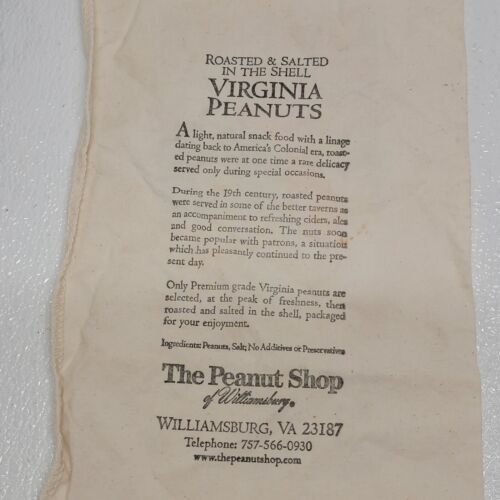 ROASTED & SALTED
IN THE SHELL
VIRGINIA
PEANUTS
A light, natural snack food with a linage
dating back to America's Colonial era, roast-
ed peanuts were at one time a rare delicacy
served only during special occasions.
During the 19th century, roasted peanuts
were served in some of the better taverns as
an accompaniment to refreshing ciders, ales
and good conversation. The nuts soon
became popular with patrons, a situation
which has pleasantly continued to the pre-
sent day.
Only Premium grade Virginia peanuts are
selected, at the peak of freshness, then
roasted and salted in the shell, packaged
for your enjoyment.
Ingredients: Peanuts, Salt; No Additives or Preservatives
The Peanut Shop
of Williamsburg®
WILLIAMSBURG, VA 23187
Telephone: 757-566-0930
www.thepeanutshop.com